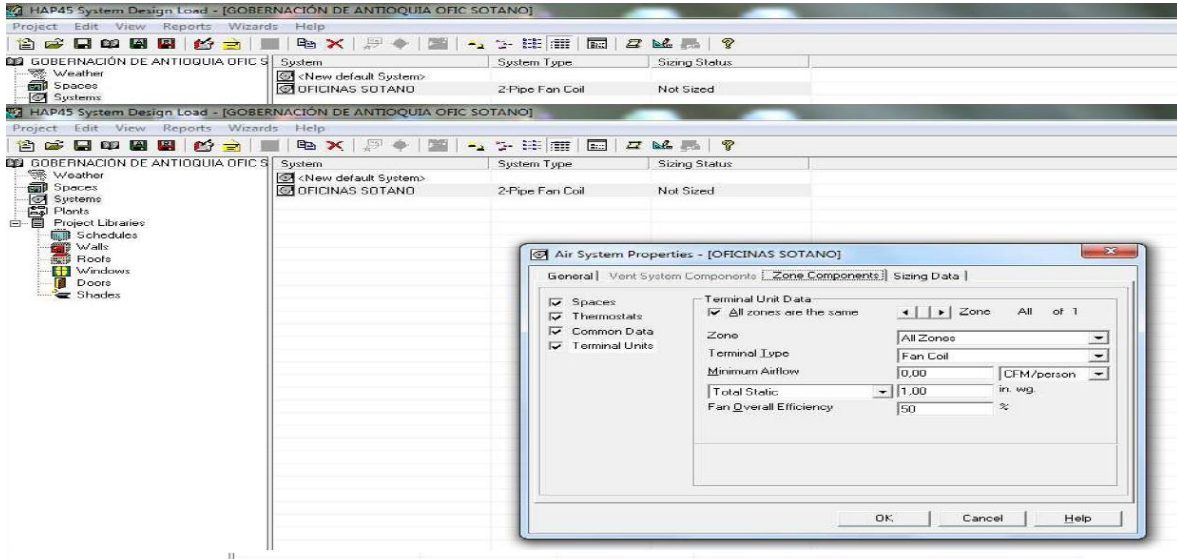 HAP45 System Design Load - [GOBERNACIÓN DE ANTIOQUIA OFIC SOTANO]
Project Edit View Reports Wizards Help
GOBERNACIÓN DE ANTIOQUIA OFIC S System System Type Sizing Status
Weather <New default System>
Spaces OFICINAS SOTANO 2-Pipe Fan Coil Not Sized
Systems
HAP45 System Design Load - [GOBERNACIÓN DE ANTIOQUIA OFIC SOTANO]
Project Edit View Reports Wizards Help
GOBERNACIÓN DE ANTIOQUIA OFIC S System System Type Sizing Status
Weather <New default System>
Spaces OFICINAS SOTANO 2-Pipe Fan Coil Not Sized
Systems
Plants
Project Libraries
Schedules
Walls
Roofs
Windows
Doors
Shades
Air System Properties - [OFICINAS SOTANO]
General Vent System Components Zone Components Sizing Data
Spaces
Thermostats
Common Data
Terminal Units
Terminal Unit Data
All zones are the same Zone All of 1
Zone All Zones
Terminal Type Fan Coil
Minimum Airflow 0,00 CFM/person
Total Static 1,00 in. wg.
Fan Overall Efficiency 50 %
OK Cancel Help